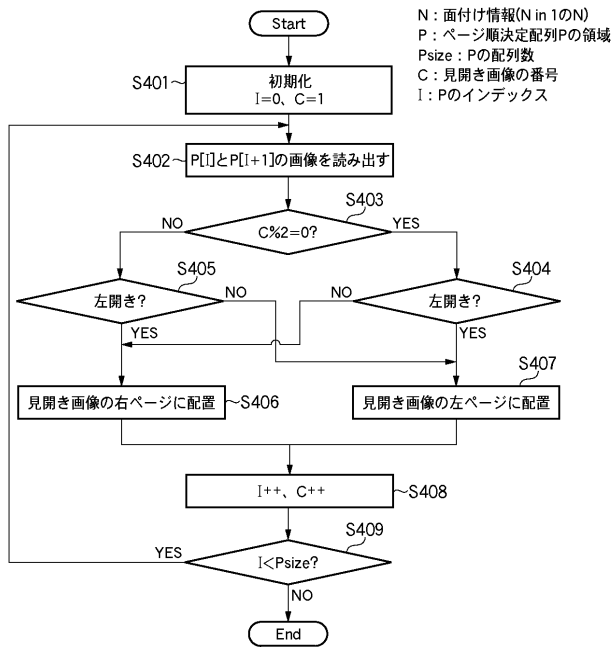 Start
N：面付け情報(N in 1のN)
P：ページ順決定配列Pの領域
Psize：Pの配列数
C：見開き画像の番号
I：Pのインデックス
S401
初期化
I=0、C=1
S402
P[I]とP[I+1]の画像を読み出す
S403
NO
C%2=0?
YES
S405
S404
左開き?
NO
NO
左開き?
YES
YES
S407
見開き画像の右ページに配置
S406
見開き画像の左ページに配置
I++、C++
S408
S409
YES
I<Psize?
NO
End